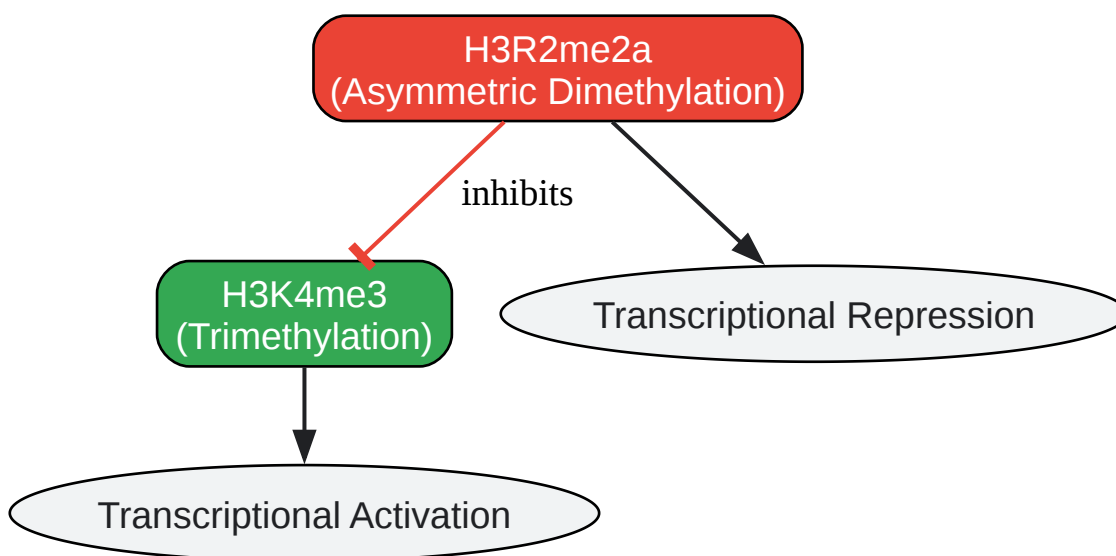 H3R2me2a
(Asymmetric Dimethylation)
inhibits
H3K4me3
(Trimethylation)
Transcriptional Repression
Transcriptional Activation